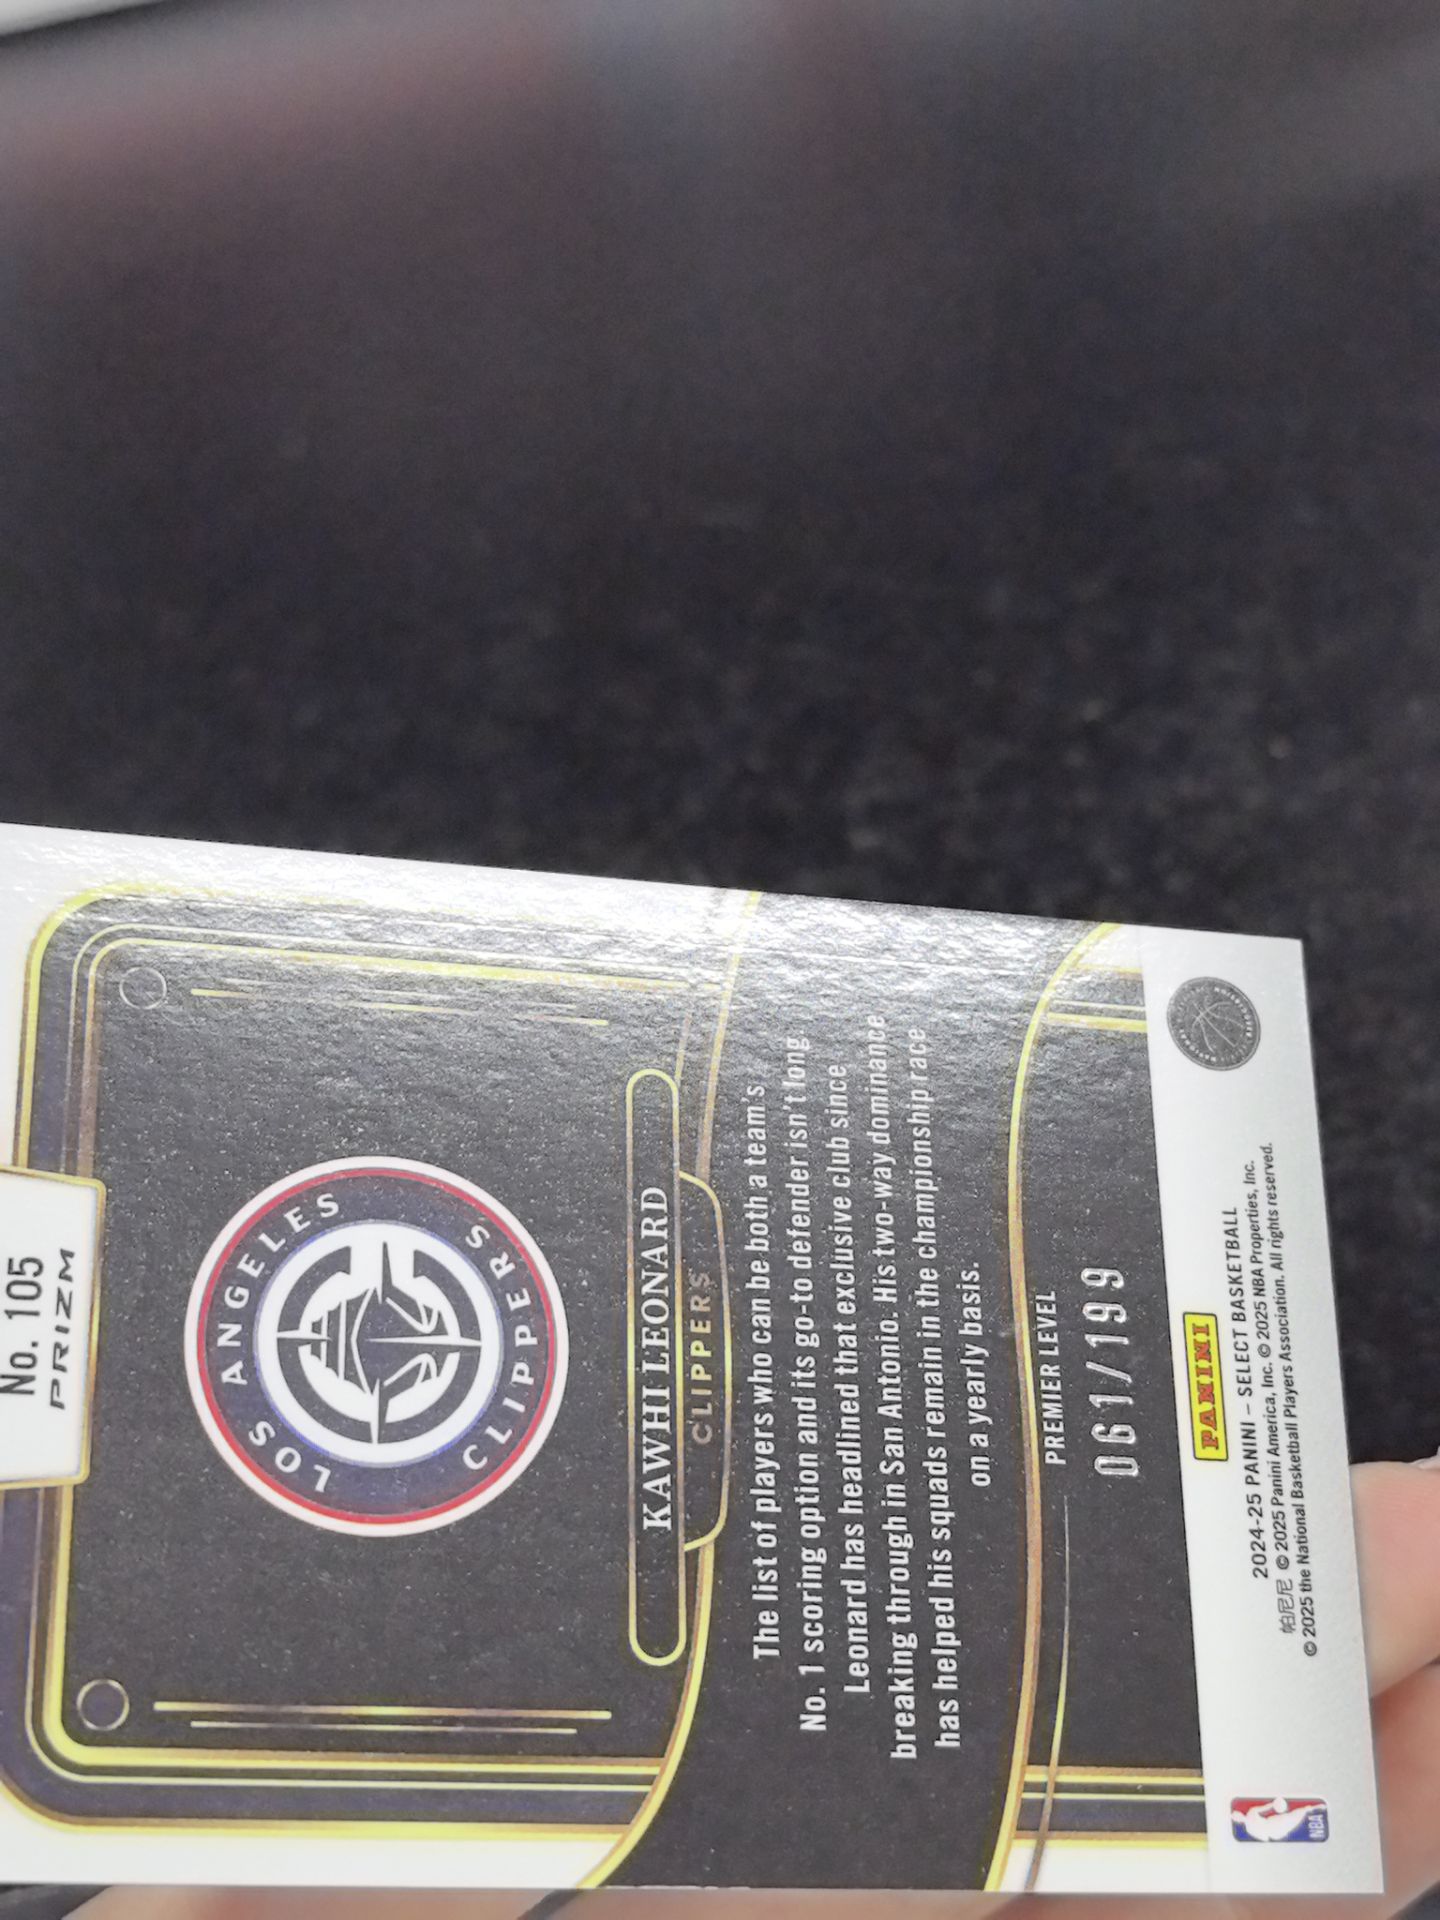 No. 105
PRIZM
LOS ANGELES
CLIPPERS
KAWHI LEONARD
CLIPPERS
The list of players who can be both a team's
No. 1 scoring option and its go-to defender isn't long.
Leonard has headlined that exclusive club since
breaking through in San Antonio. His two-way dominance
has helped his squads remain in the championship race
on a yearly basis.
PREMIER LEVEL
061/199
PANINI
2024-25 PANINI – SELECT BASKETBALL
帕尼尼 © 2025 Panini America, Inc. © 2025 NBA Properties, Inc.
© 2025 the National Basketball Players Association. All rights reserved.
NBA